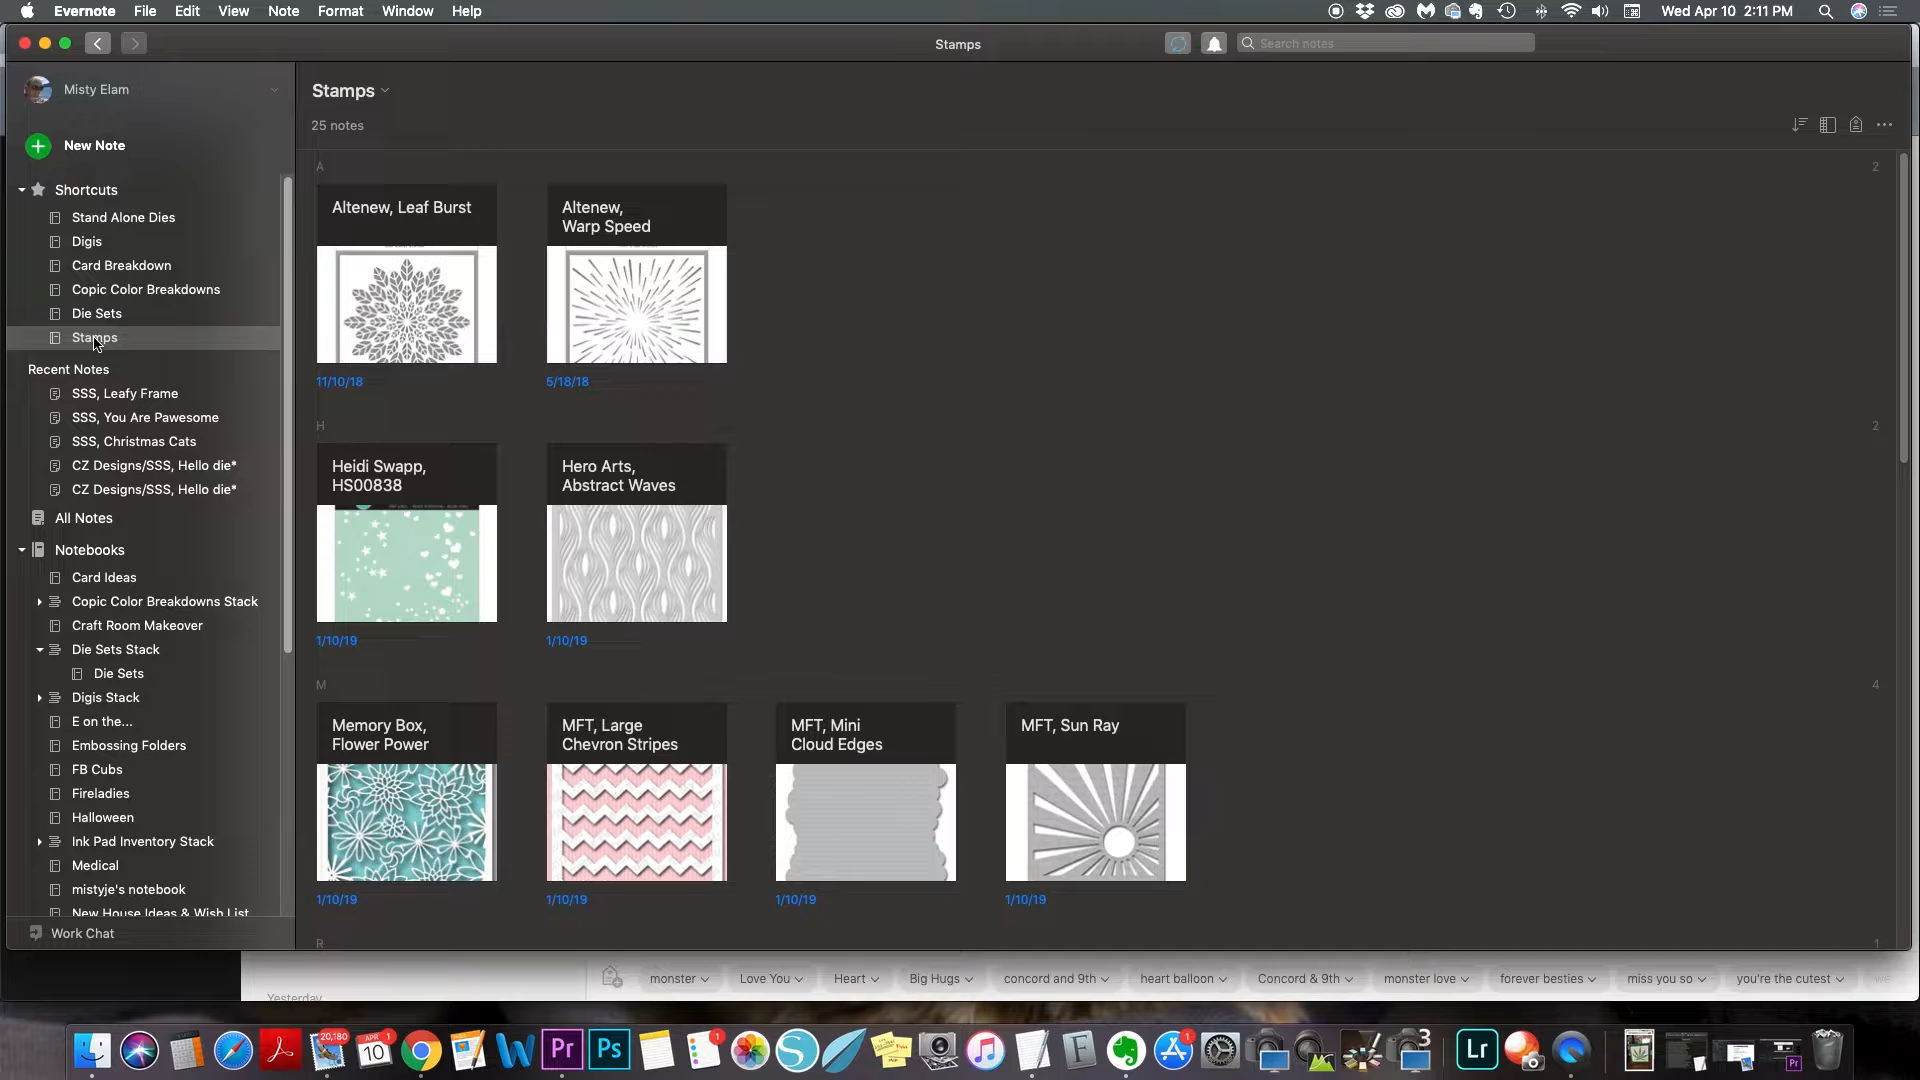 Evernote File Edit View Note Format Window Help
Wed Apr 10 2:11 PM
Stamps
Search notes
Misty Elam
New Note
Shortcuts
Stand Alone Dies
Digis
Card Breakdown
Copic Color Breakdowns
Die Sets
Stamps
Recent Notes
SSS, Leafy Frame
SSS, You Are Pawesome
SSS, Christmas Cats
CZ Designs/SSS, Hello die*
CZ Designs/SSS, Hello die*
All Notes
Notebooks
Card Ideas
Copic Color Breakdowns Stack
Craft Room Makeover
Die Sets Stack
Die Sets
Digis Stack
E on the...
Embossing Folders
FB Cubs
Fireladies
Halloween
Ink Pad Inventory Stack
Medical
mistyje's notebook
New House Ideas & Wish List
Work Chat
Stamps
25 notes
A 2
Altenew, Leaf Burst
11/10/18
Altenew,
Warp Speed
5/18/18
H 2
Heidi Swapp,
HS00838
1/10/19
Hero Arts,
Abstract Waves
1/10/19
M 4
Memory Box,
Flower Power
1/10/19
MFT, Large
Chevron Stripes
1/10/19
MFT, Mini
Cloud Edges
1/10/19
MFT, Sun Ray
1/10/19
R 1
Yesterday
monster Love You Heart Big Hugs concord and 9th heart balloon Concord & 9th monster love forever besties miss you so you're the cutest we
20,180
APR 1
10
W
Pr
Ps
1
S
F
1
3
Lr
Pr